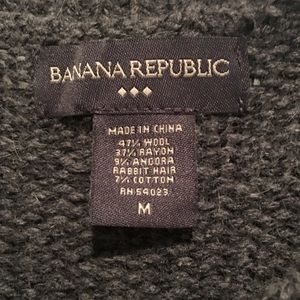 BANANA REPUBLIC
MADE IN CHINA
47% WOOL
37% RAYON
9% ANGORA
RABBIT HAIR
7% COTTON
RN 54023
M